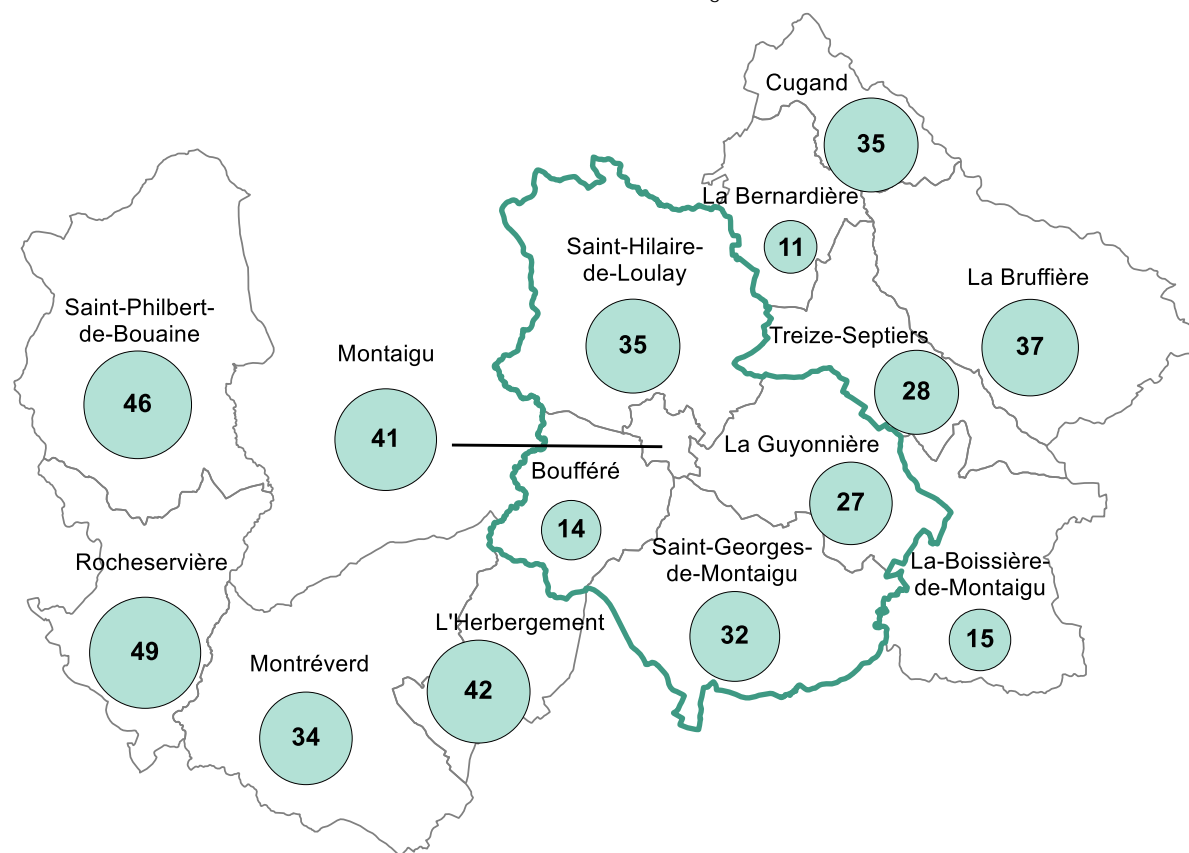 Cugand
35
La Bernardière
11
Saint-Hilaire-
de-Loulay
35
La Bruffière
37
Saint-Philbert-
de-Bouaine
46
Montaigu
41
Treize-Septiers
28
La Guyonnière
27
Boufféré
14
Saint-Georges-
de-Montaigu
32
La-Boissière-
de-Montaigu
15
Rocheservière
49
L'Herbergement
42
Montréverd
34